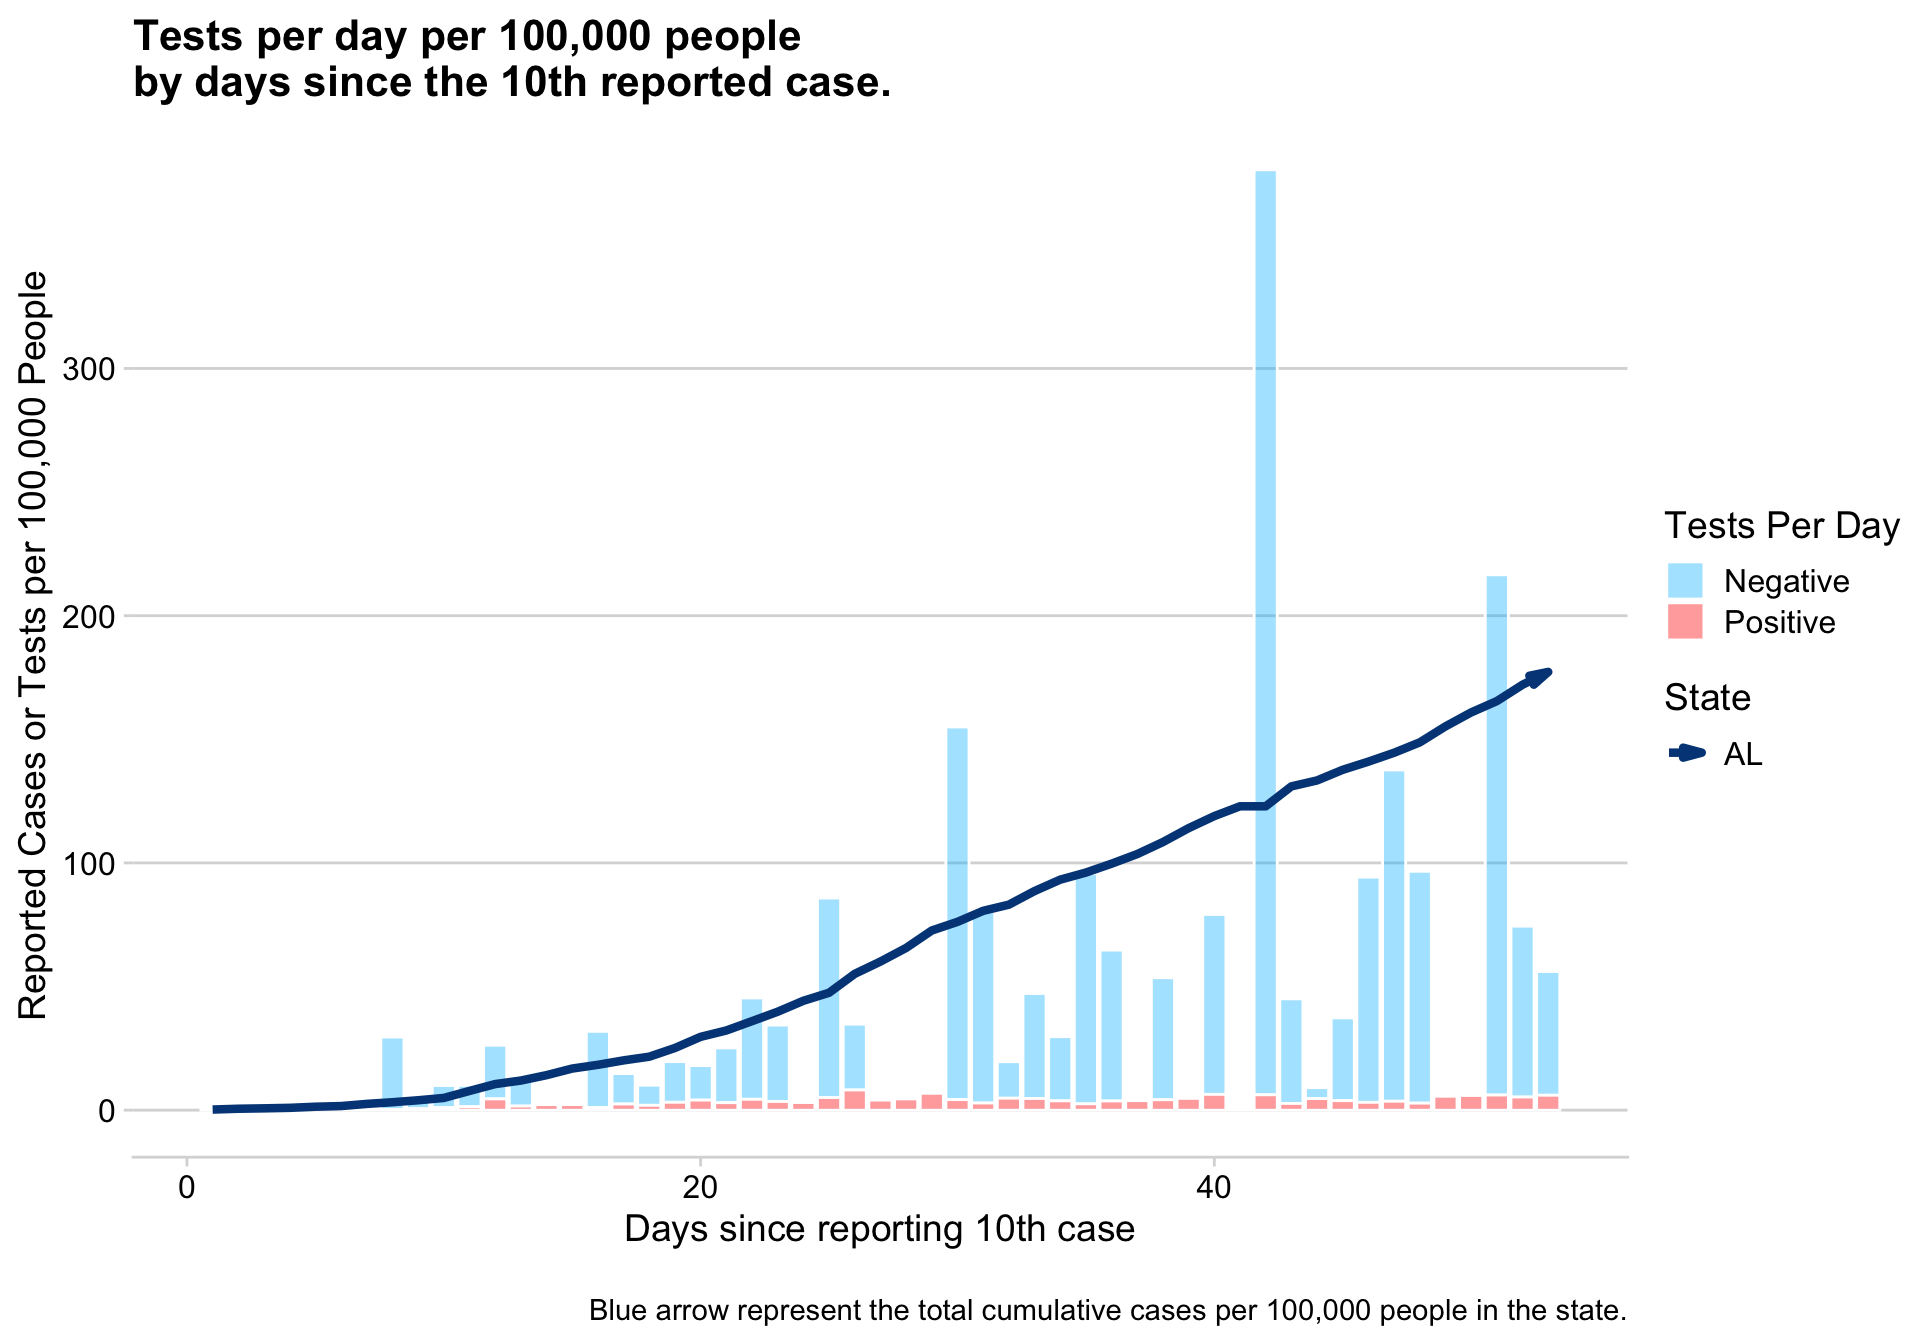 Tests per day per 100,000 people
by days since the 10th reported case.
Reported Cases or Tests per 100,000 People
300
200
100
0
0
20
40
Days since reporting 10th case
Tests Per Day
Negative
Positive
State
AL
Blue arrow represent the total cumulative cases per 100,000 people in the state.